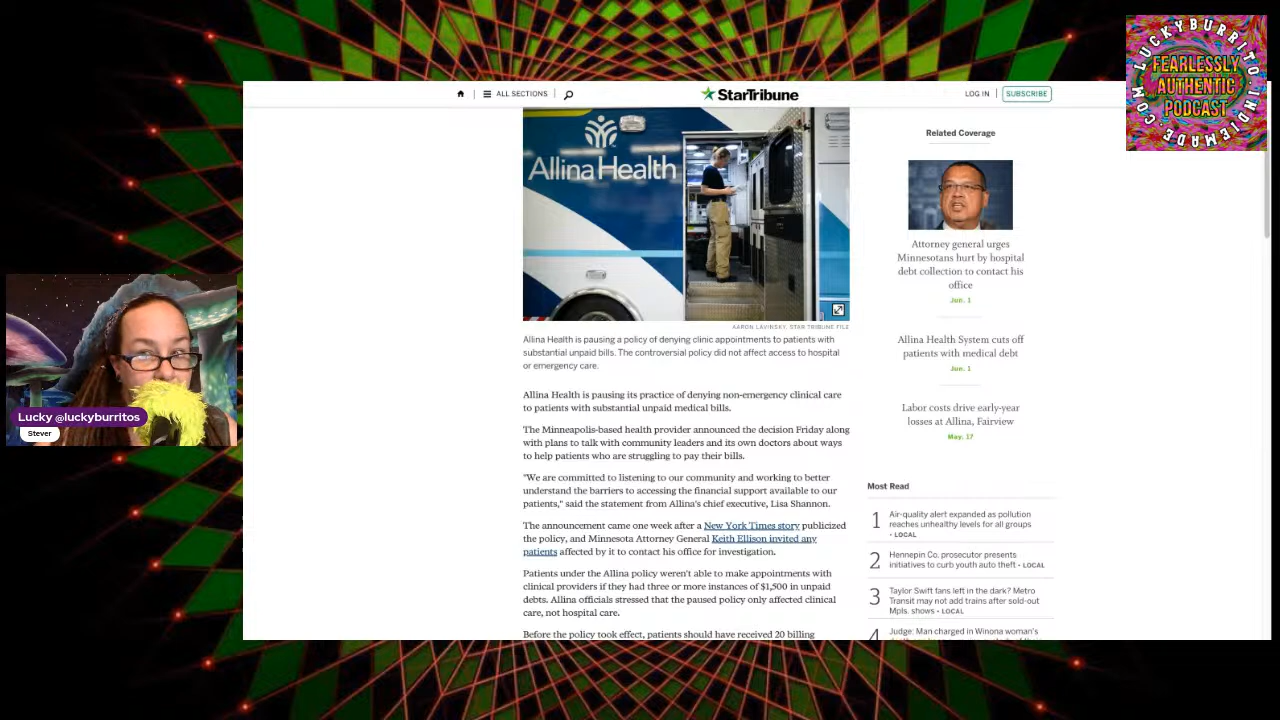 LUCKYBURRITO.INDIEMADE.COM
FEARLESSLY
AUTHENTIC
PODCAST
ALL SECTIONS
StarTribune
LOG IN
SUBSCRIBE
Allina Health
AARON LAVINSKY, STAR TRIBUNE FILE
Allina Health is pausing a policy of denying clinic appointments to patients with
substantial unpaid bills. The controversial policy did not affect access to hospital
or emergency care.
Allina Health is pausing its practice of denying non-emergency clinical care
to patients with substantial unpaid medical bills.
The Minneapolis-based health provider announced the decision Friday along
with plans to talk with community leaders and its own doctors about ways
to help patients who are struggling to pay their bills.
"We are committed to listening to our community and working to better
understand the barriers to accessing the financial support available to our
patients," said the statement from Allina's chief executive, Lisa Shannon.
The announcement came one week after a New York Times story publicized
the policy, and Minnesota Attorney General Keith Ellison invited any
patients affected by it to contact his office for investigation.
Patients under the Allina policy weren't able to make appointments with
clinical providers if they had three or more instances of $1,500 in unpaid
debts. Allina officials stressed that the paused policy only affected clinical
care, not hospital care.
Before the policy took effect, patients should have received 20 billing
Related Coverage
Attorney general urges
Minnesotans hurt by hospital
debt collection to contact his
office
Jun. 1
Allina Health System cuts off
patients with medical debt
Jun. 1
Labor costs drive early-year
losses at Allina, Fairview
May. 17
Most Read
1 Air-quality alert expanded as pollution
reaches unhealthy levels for all groups
• LOCAL
2 Hennepin Co. prosecutor presents
initiatives to curb youth auto theft • LOCAL
3 Taylor Swift fans left in the dark? Metro
Transit may not add trains after sold-out
Mpls. shows • LOCAL
4 Judge: Man charged in Winona woman's
Lucky @luckyburritos
Stever